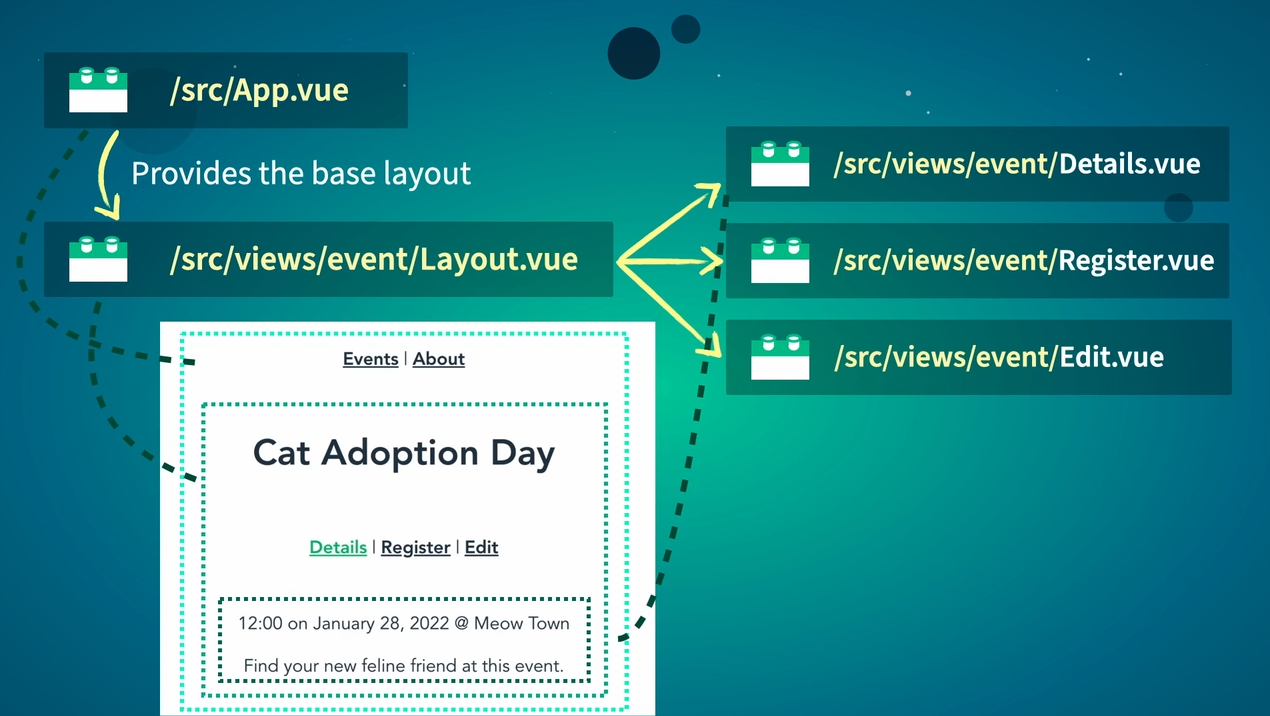 /src/App.vue
Provides the base layout
/src/views/event/Layout.vue
/src/views/event/Details.vue
/src/views/event/Register.vue
/src/views/event/Edit.vue
Events | About
Cat Adoption Day
Details | Register | Edit
12:00 on January 28, 2022 @ Meow Town
Find your new feline friend at this event.